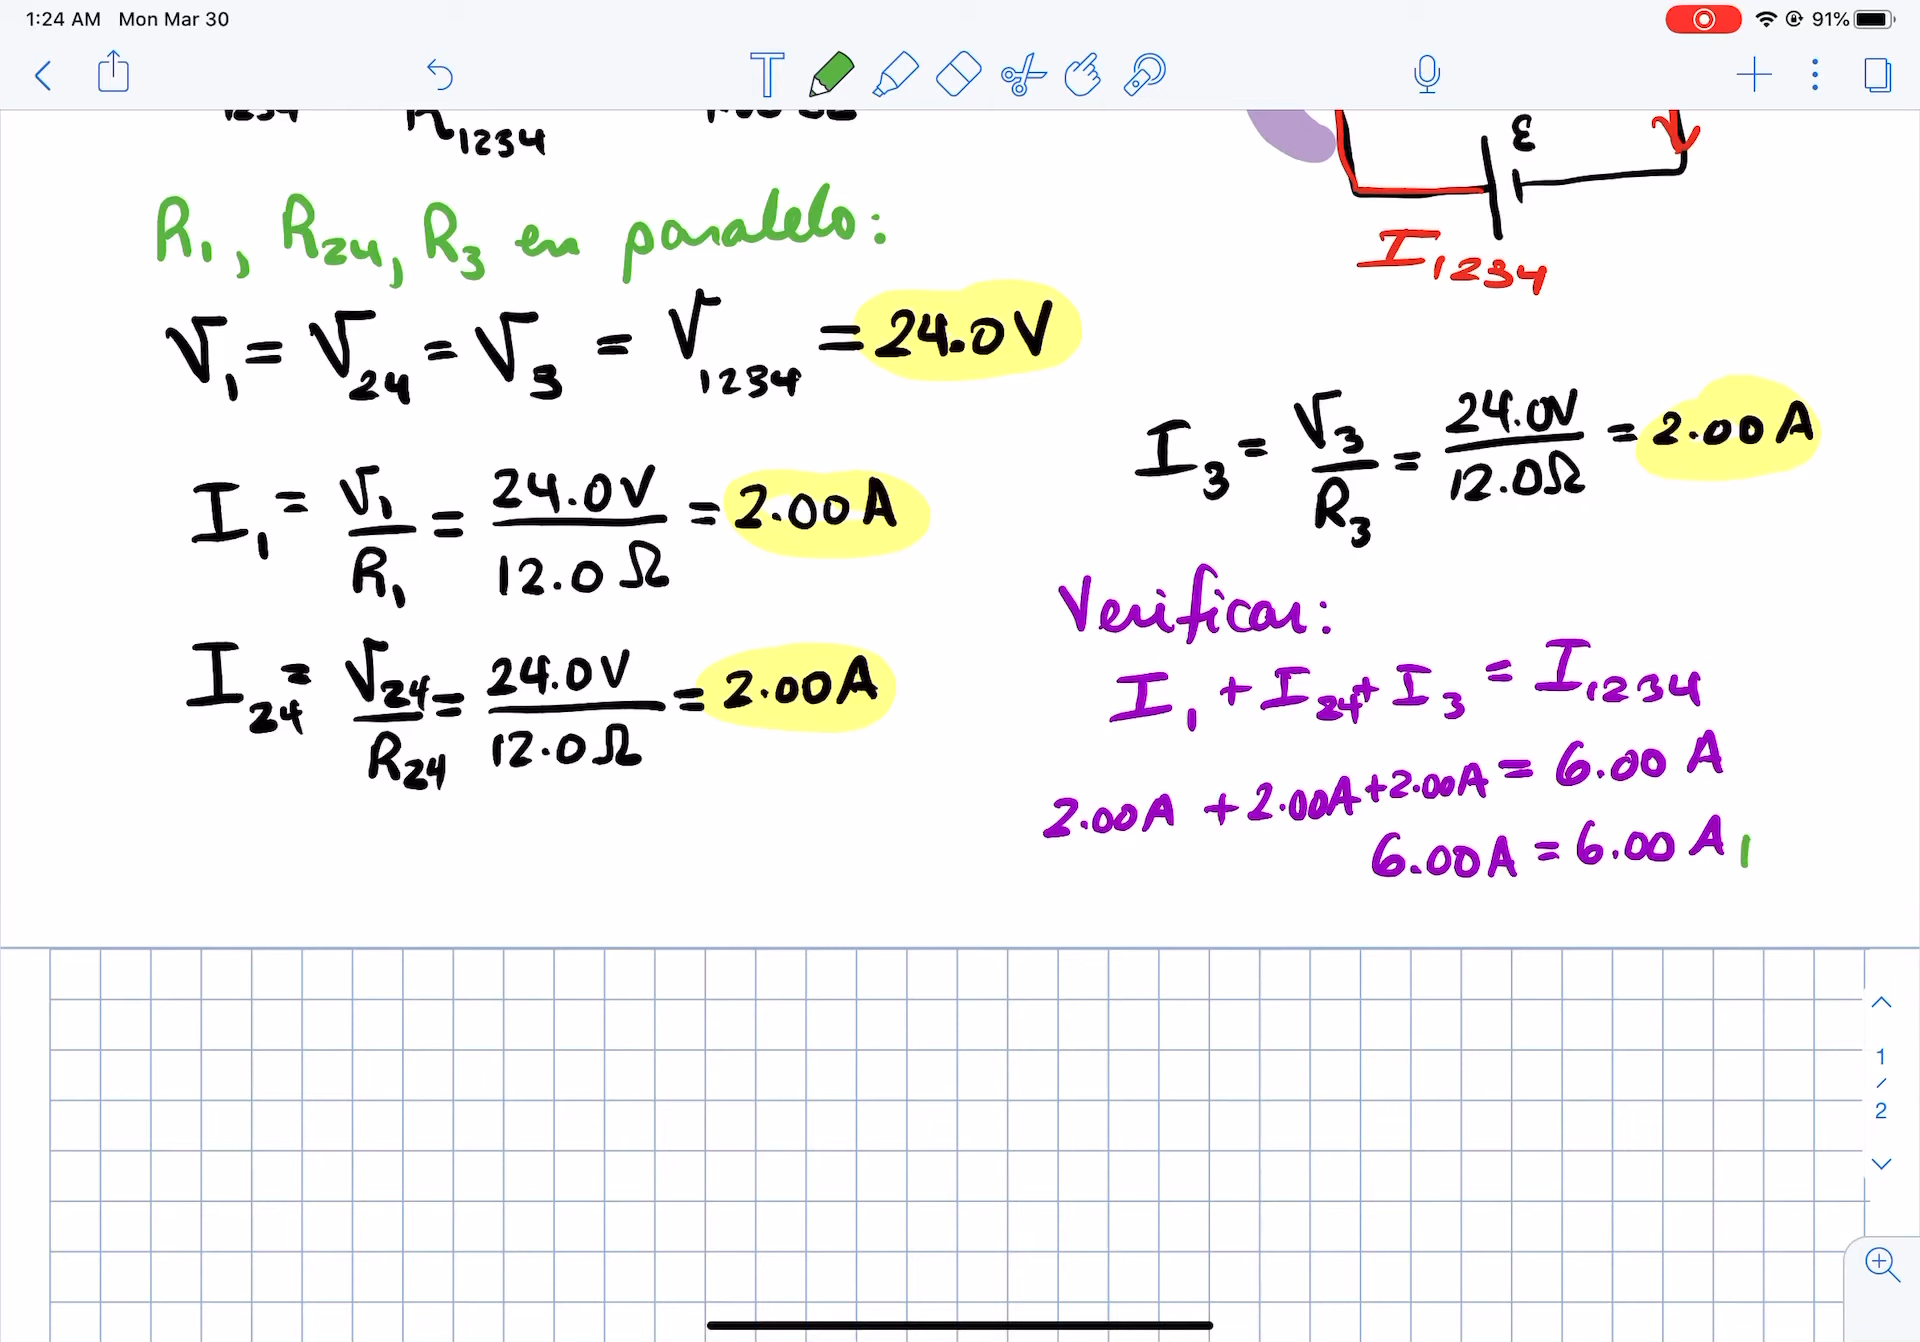 1:24 AM Mon Mar 30
91%
R₁₂₃₄
ε
I₁₂₃₄
R₁, R₂₄, R₃ en paralelo:
V₁ = V₂₄ = V₃ = V₁₂₃₄ = 24.0V
I₁ = V₁/R₁ = 24.0V/12.0Ω = 2.00A
I₂₄ = V₂₄/R₂₄ = 24.0V/12.0Ω = 2.00A
I₃ = V₃/R₃ = 24.0V/12.0Ω = 2.00A
Verificar:
I₁ + I₂₄ + I₃ = I₁₂₃₄
2.00A + 2.00A + 2.00A = 6.00 A
6.00A = 6.00 A
1
/
2